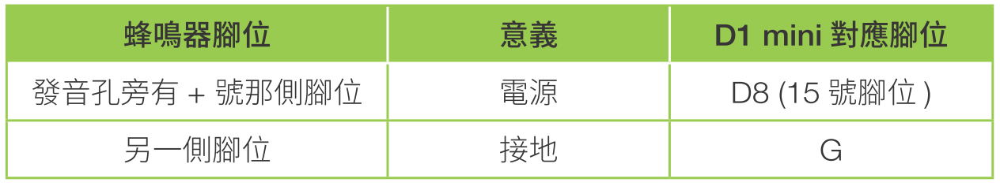 蜂鳴器腳位 意義 D1 mini 對應腳位
發音孔旁有 + 號那側腳位 電源 D8 (15 號腳位 )
另一側腳位 接地 G